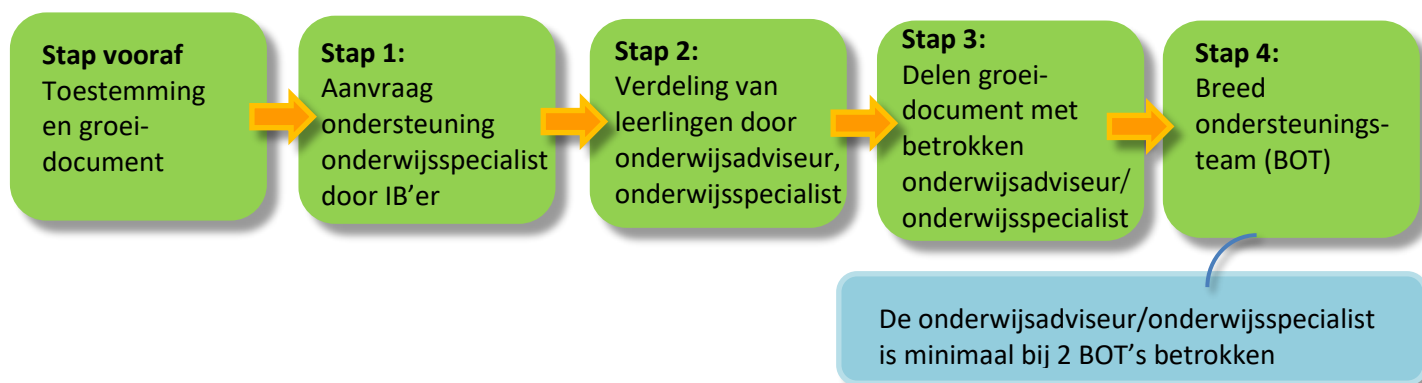 Stap vooraf
Toestemming
en groei-
document
Stap 1:
Aanvraag
ondersteuning
onderwijsspecialist
door IB’er
Stap 2:
Verdeling van
leerlingen door
onderwijsadviseur,
onderwijsspecialist
Stap 3:
Delen groei-
document met
betrokken
onderwijsadviseur/
onderwijsspecialist
Stap 4:
Breed
ondersteunings-
team (BOT)
De onderwijsadviseur/onderwijsspecialist
is minimaal bij 2 BOT’s betrokken